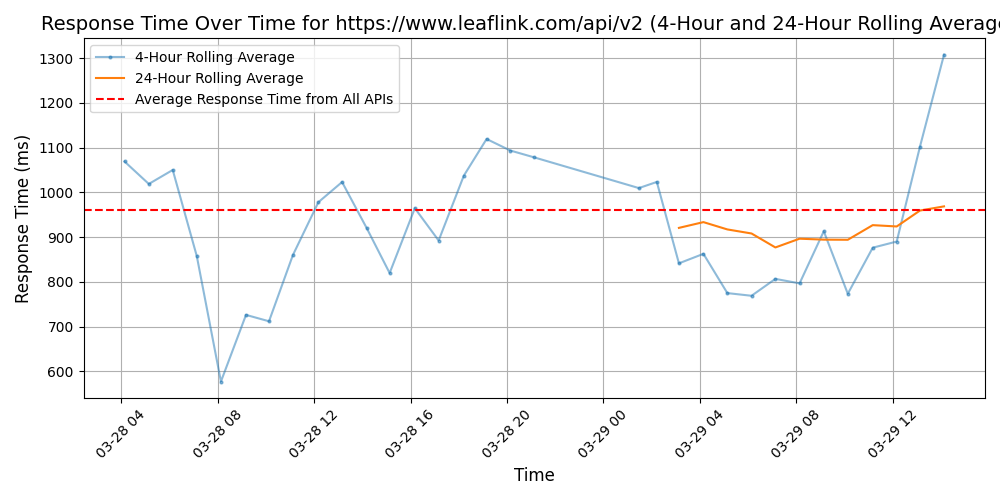 Response Time Over Time for https://www.leaflink.com/api/v2 (4-Hour and 24-Hour Rolling Average
4-Hour Rolling Average
24-Hour Rolling Average
Average Response Time from All APIs
Response Time (ms)
1300
1200
1100
1000
900
800
700
600
03-28 04
03-28 08
03-28 12
03-28 16
03-28 20
03-29 00
03-29 04
03-29 08
03-29 12
Time